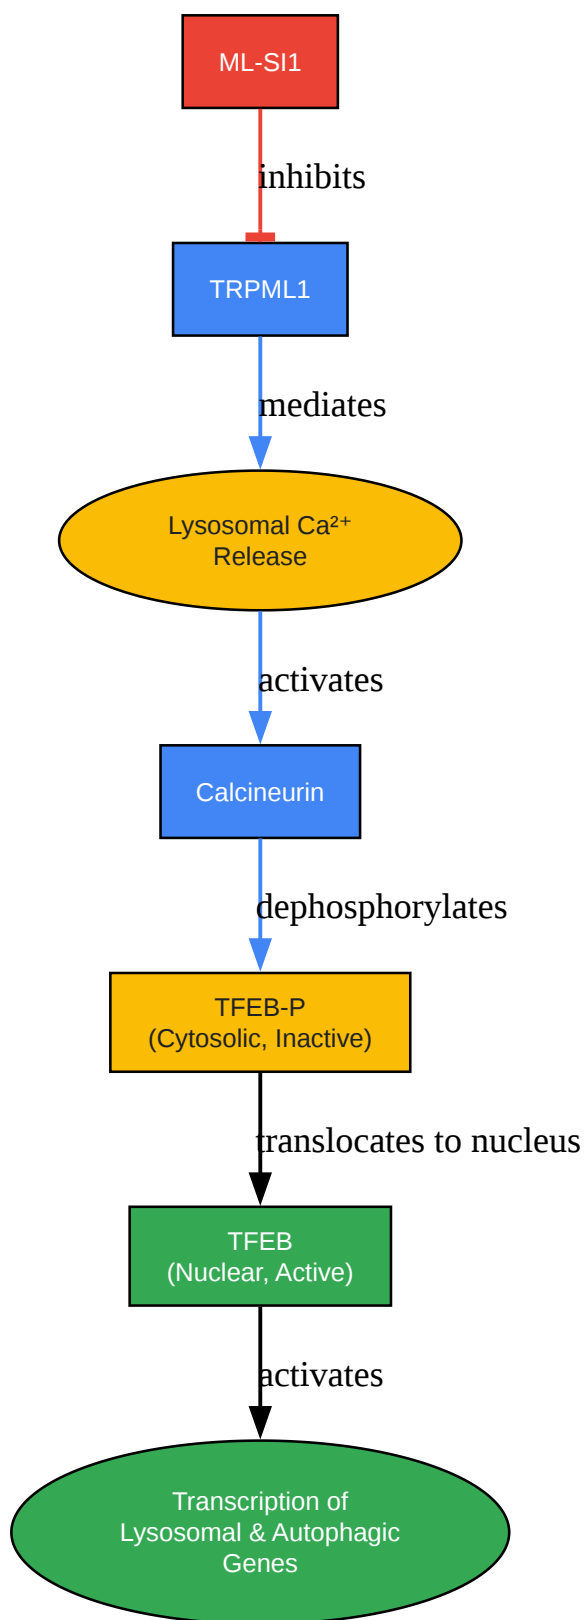 ML-SI1
inhibits
TRPML1
mediates
Lysosomal Ca²⁺
Release
activates
Calcineurin
dephosphorylates
TFEB-P
(Cytosolic, Inactive)
translocates to nucleus
TFEB
(Nuclear, Active)
activates
Transcription of
Lysosomal & Autophagic
Genes